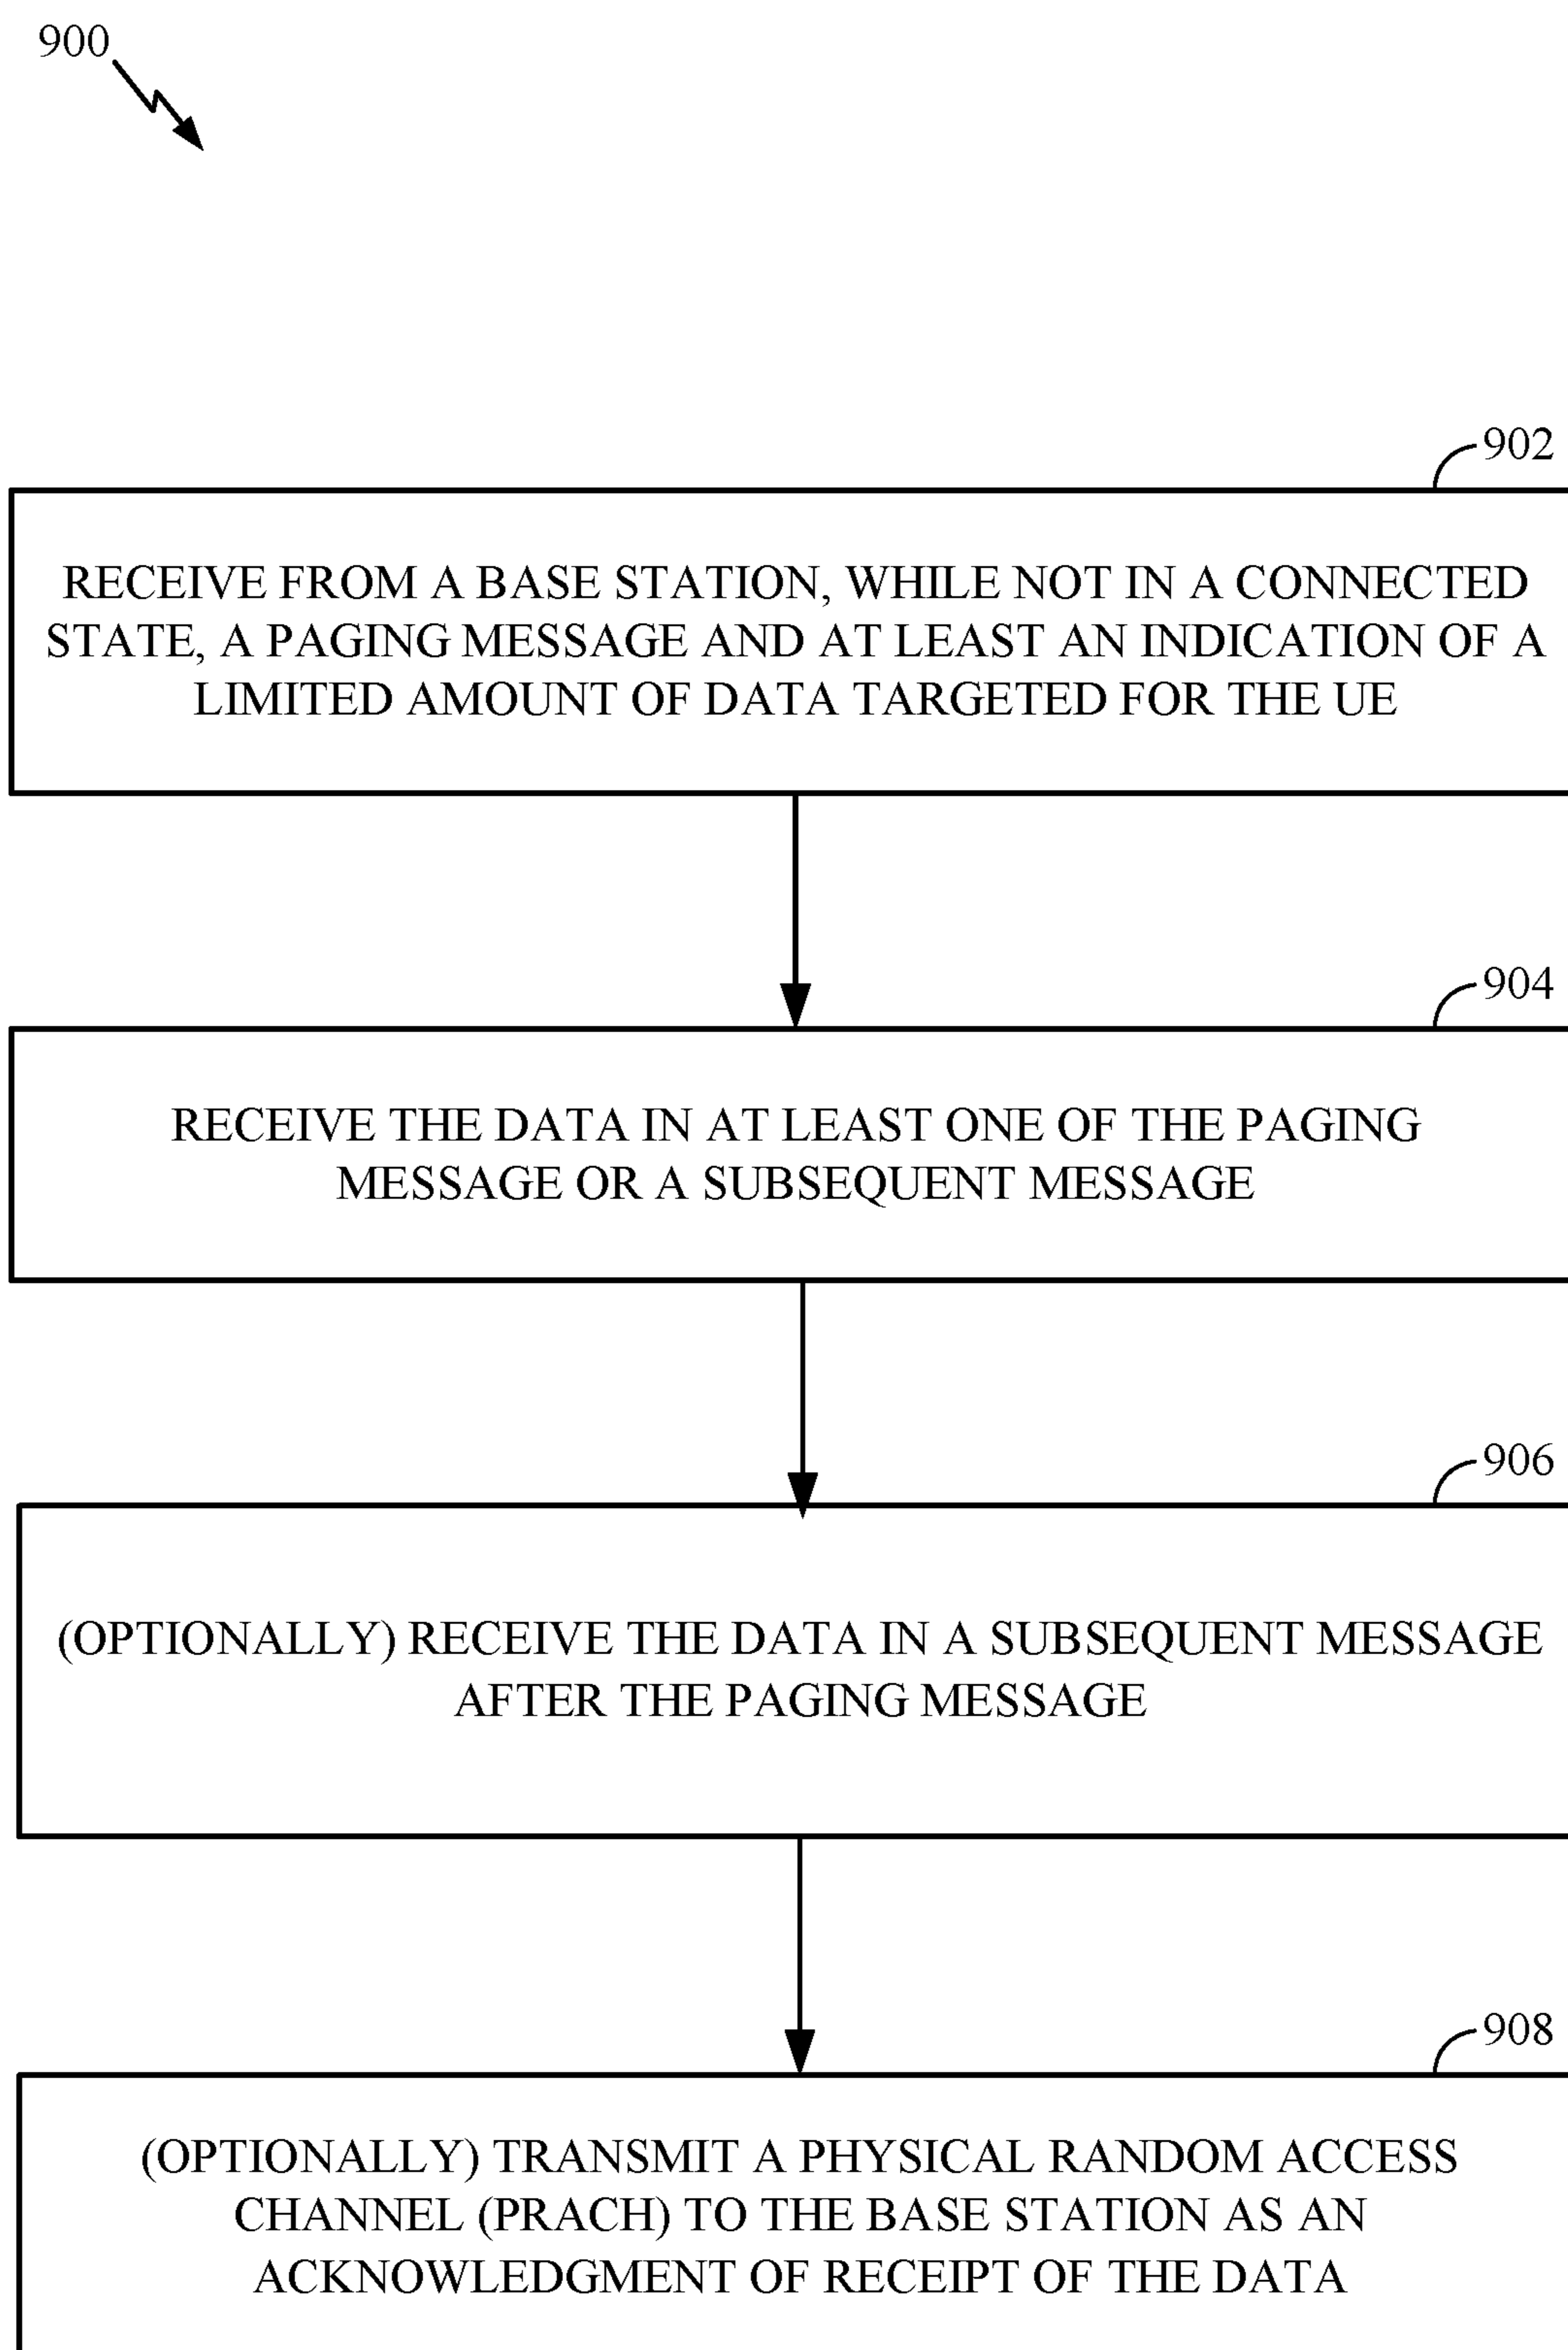 900
902
RECEIVE FROM A BASE STATION, WHILE NOT IN A CONNECTED
STATE, A PAGING MESSAGE AND AT LEAST AN INDICATION OF A
LIMITED AMOUNT OF DATA TARGETED FOR THE UE
904
RECEIVE THE DATA IN AT LEAST ONE OF THE PAGING
MESSAGE OR A SUBSEQUENT MESSAGE
906
(OPTIONALLY) RECEIVE THE DATA IN A SUBSEQUENT MESSAGE
AFTER THE PAGING MESSAGE
908
(OPTIONALLY) TRANSMIT A PHYSICAL RANDOM ACCESS
CHANNEL (PRACH) TO THE BASE STATION AS AN
ACKNOWLEDGMENT OF RECEIPT OF THE DATA